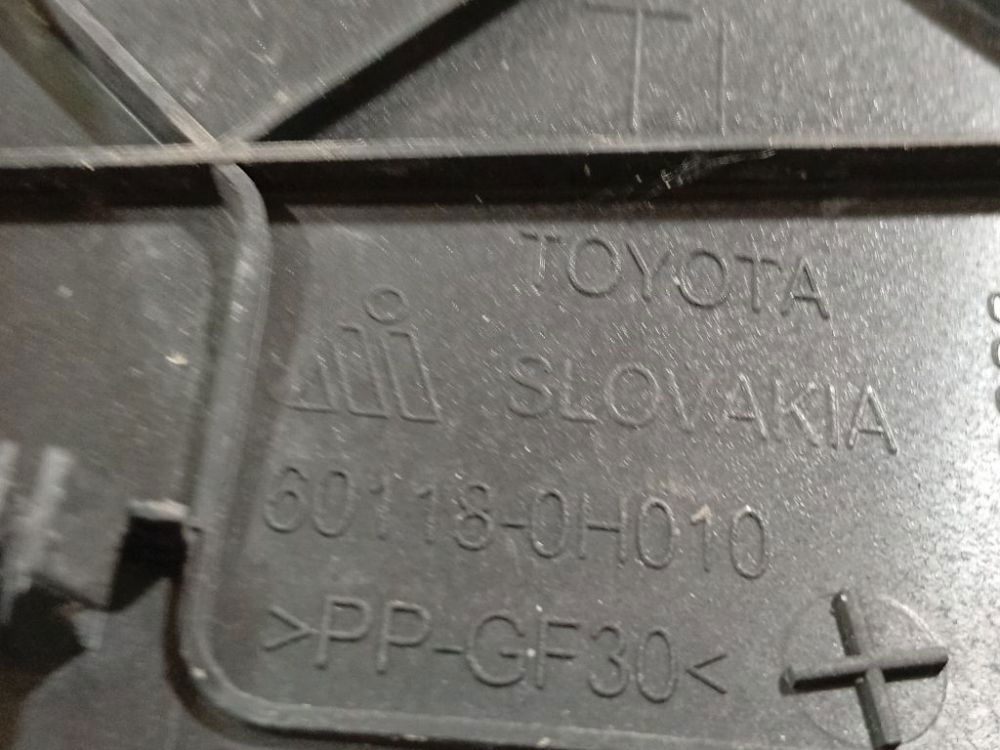 TOYOTA
SLOVAKIA
60118-0H010
>PP-GF30<